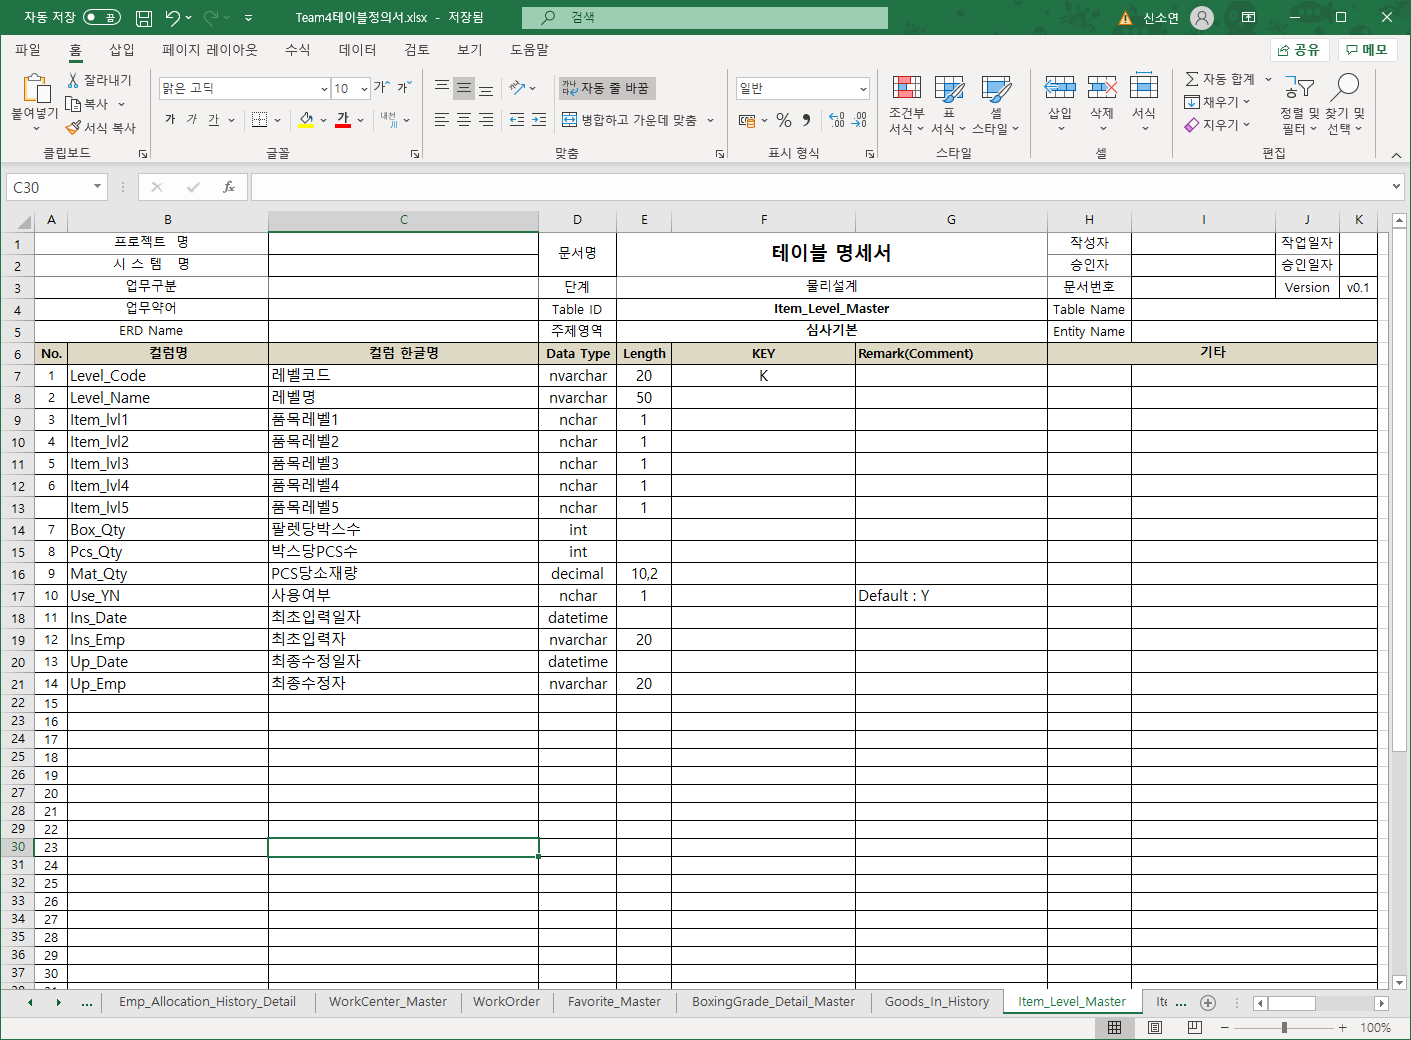 자동 저장 끔 Team4테이블정의서.xlsx - 저장됨 검색 신소연
파일 홈 삽입 페이지 레이아웃 수식 데이터 검토 보기 도움말 공유 메모
붙여넣기 잘라내기 복사 서식 복사 클립보드
맑은 고딕 10 가 가 가 가 가 가 내천 글꼴
자동 줄 바꿈 병합하고 가운데 맞춤 맞춤
일반 % 표시 형식
조건부 서식 표 서식 셀 스타일 스타일
삽입 삭제 서식 셀
자동 합계 채우기 지우기 정렬 및 필터 찾기 및 선택 편집
C30 fx
A B C D E F G H I J K
1 프로젝트 명 문서명 테이블 명세서 작성자 작업일자
2 시 스 템 명 승인자 승인일자
3 업무구분 단계 물리설계 문서번호 Version v0.1
4 업무약어 Table ID Item_Level_Master Table Name
5 ERD Name 주제영역 심사기본 Entity Name
6 No. 컬럼명 컬럼 한글명 Data Type Length KEY Remark(Comment) 기타
7 1 Level_Code 레벨코드 nvarchar 20 K
8 2 Level_Name 레벨명 nvarchar 50
9 3 Item_lvl1 품목레벨1 nchar 1
10 4 Item_lvl2 품목레벨2 nchar 1
11 5 Item_lvl3 품목레벨3 nchar 1
12 6 Item_lvl4 품목레벨4 nchar 1
13 Item_lvl5 품목레벨5 nchar 1
14 7 Box_Qty 팔렛당박스수 int
15 8 Pcs_Qty 박스당PCS수 int
16 9 Mat_Qty PCS당소재량 decimal 10,2
17 10 Use_YN 사용여부 nchar 1 Default : Y
18 11 Ins_Date 최초입력일자 datetime
19 12 Ins_Emp 최초입력자 nvarchar 20
20 13 Up_Date 최종수정일자 datetime
21 14 Up_Emp 최종수정자 nvarchar 20
22 15
23 16
24 17
25 18
26 19
27 20
28 21
29 22
30 23
31 24
32 25
33 26
34 27
35 28
36 29
37 30
... Emp_Allocation_History_Detail WorkCenter_Master WorkOrder Favorite_Master BoxingGrade_Detail_Master Goods_In_History Item_Level_Master Ite ...
100%